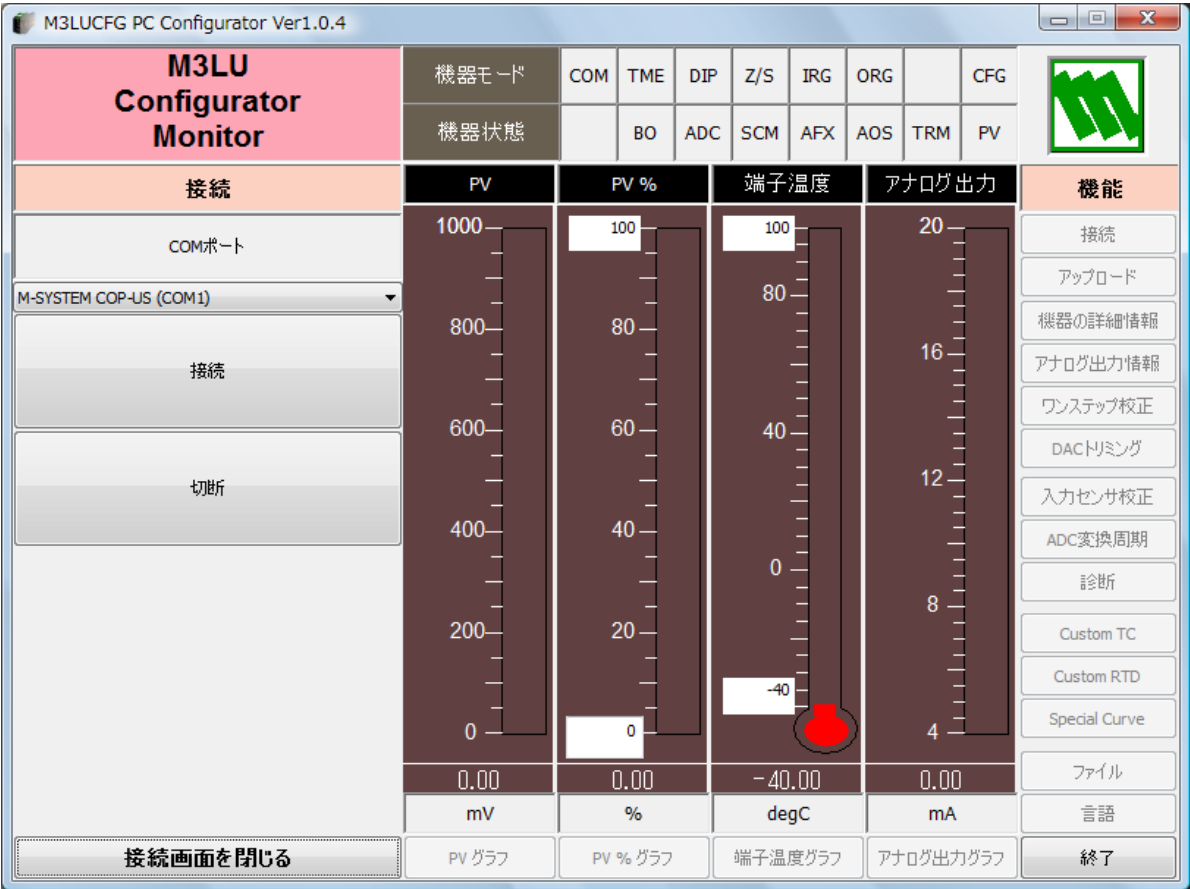 M3LUCFG PC Configurator Ver1.0.4
M3LU
Configurator
Monitor
機器モード
COM TME DIP Z/S IRG ORG CFG
機器状態
BO ADC SCM AFX AOS TRM PV
接続
COMポート
M-SYSTEM COP-US (COM1)
接続
切断
接続画面を閉じる
PV
1000
800
600
400
200
0
0.00
mV
PV グラフ
PV %
100
80
60
40
20
0
0.00
%
PV % グラフ
端子温度
100
80
40
0
-40
-40.00
degC
端子温度グラフ
アナログ出力
20
16
12
8
4
0.00
mA
アナログ出力グラフ
機能
接続
アップロード
機器の詳細情報
アナログ出力情報
ワンステップ校正
DACトリミング
入力センサ校正
ADC変換周期
診断
Custom TC
Custom RTD
Special Curve
ファイル
言語
終了